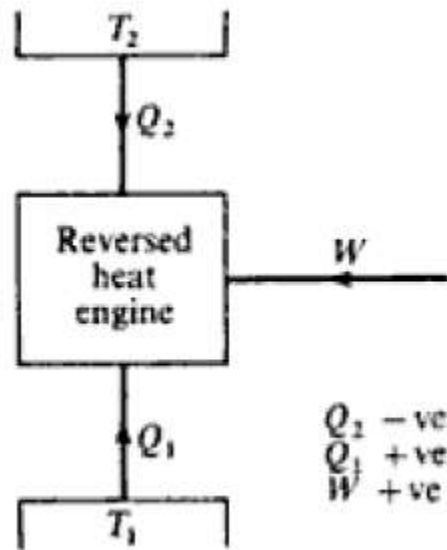 T₂
Q₂
Reversed
heat
engine
W
Q₁
T₁
Q₂ −ve
Q₁ +ve
W +ve